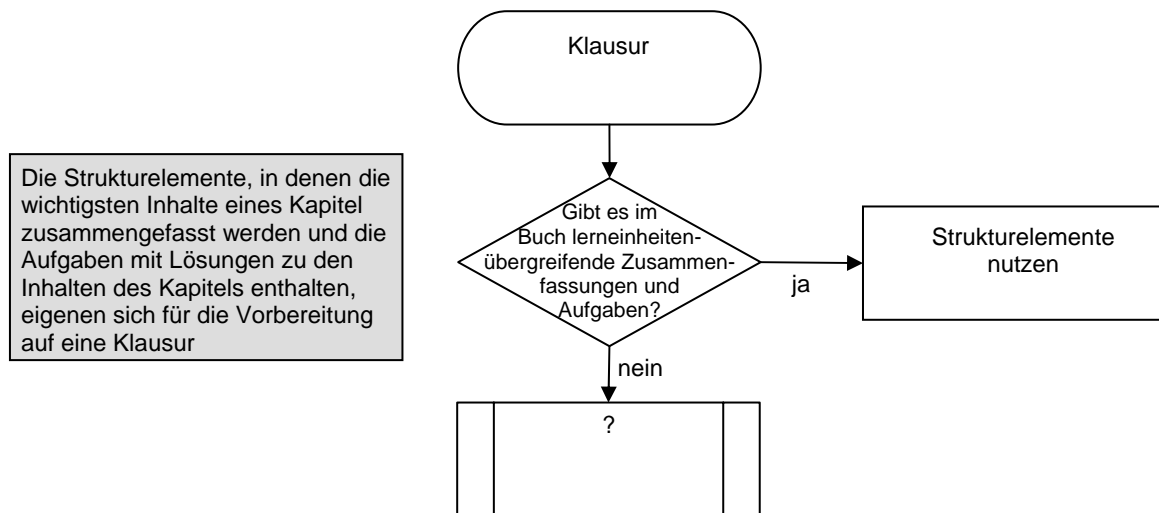 Klausur
Die Strukturelemente, in denen die
wichtigsten Inhalte eines Kapitel
zusammengefasst werden und die
Aufgaben mit Lösungen zu den
Inhalten des Kapitels enthalten,
eigenen sich für die Vorbereitung
auf eine Klausur
Gibt es im
Buch lerneinheiten-
übergreifende Zusammen-
fassungen und
Aufgaben?
ja
Strukturelemente
nutzen
nein
?